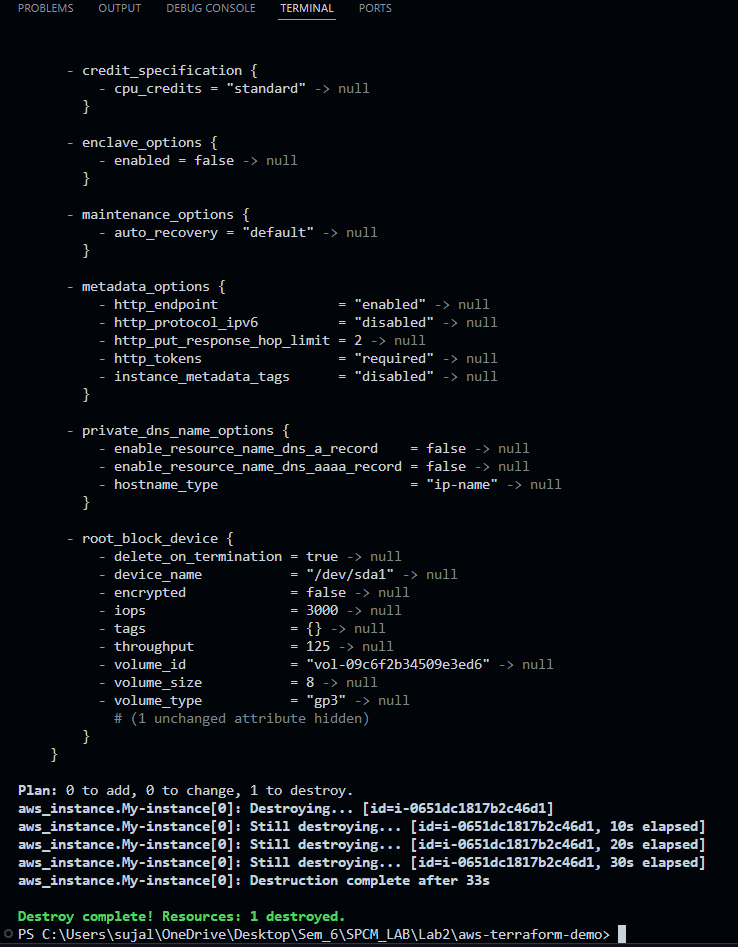 PROBLEMS OUTPUT DEBUG CONSOLE TERMINAL PORTS
- credit_specification {
- cpu_credits = "standard" -> null
}
- enclave_options {
- enabled = false -> null
}
- maintenance_options {
- auto_recovery = "default" -> null
}
- metadata_options {
- http_endpoint = "enabled" -> null
- http_protocol_ipv6 = "disabled" -> null
- http_put_response_hop_limit = 2 -> null
- http_tokens = "required" -> null
- instance_metadata_tags = "disabled" -> null
}
- private_dns_name_options {
- enable_resource_name_dns_a_record = false -> null
- enable_resource_name_dns_aaaa_record = false -> null
- hostname_type = "ip-name" -> null
}
- root_block_device {
- delete_on_termination = true -> null
- device_name = "/dev/sda1" -> null
- encrypted = false -> null
- iops = 3000 -> null
- tags = {} -> null
- throughput = 125 -> null
- volume_id = "vol-09c6f2b34509e3ed6" -> null
- volume_size = 8 -> null
- volume_type = "gp3" -> null
# (1 unchanged attribute hidden)
}
}
Plan: 0 to add, 0 to change, 1 to destroy.
aws_instance.My-instance[0]: Destroying... [id=i-0651dc1817b2c46d1]
aws_instance.My-instance[0]: Still destroying... [id=i-0651dc1817b2c46d1, 10s elapsed]
aws_instance.My-instance[0]: Still destroying... [id=i-0651dc1817b2c46d1, 20s elapsed]
aws_instance.My-instance[0]: Still destroying... [id=i-0651dc1817b2c46d1, 30s elapsed]
aws_instance.My-instance[0]: Destruction complete after 33s
Destroy complete! Resources: 1 destroyed.
PS C:\Users\sujal\OneDrive\Desktop\Sem_6\SPCM_LAB\Lab2\aws-terraform-demo>